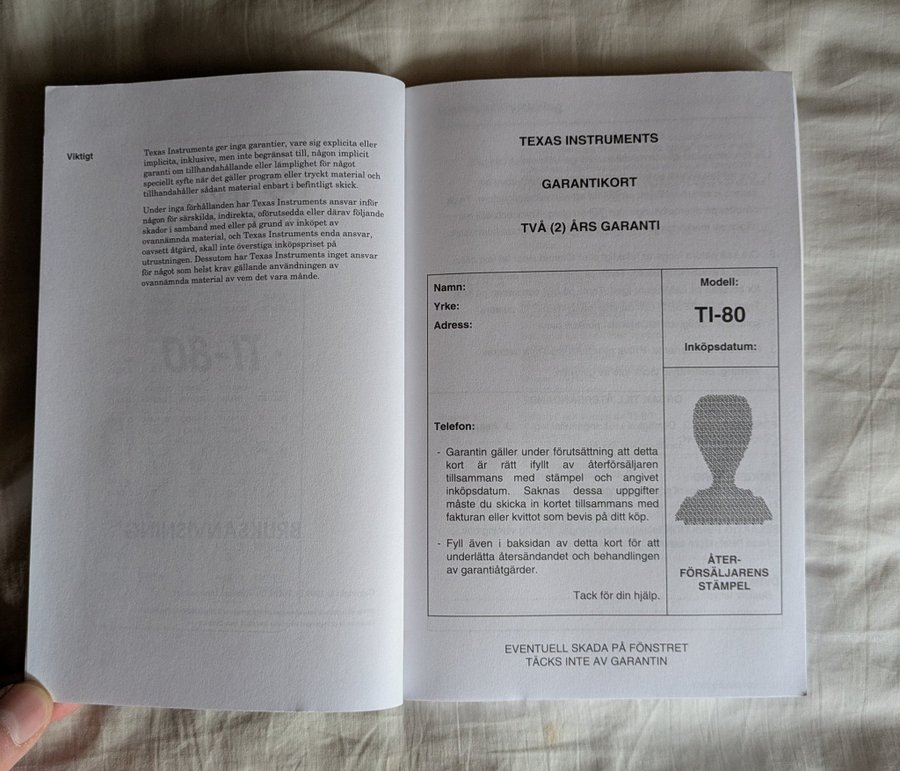 Viktigt
Texas Instruments ger inga garantier, vare sig explicita eller
implicita, inklusive, men inte begränsat till, någon implicit
garanti om tillhandahållande eller lämplighet för något
speciellt syfte när det gäller program eller tryckt material och
tillhandahåller sådant material enbart i befintligt skick.
Under inga förhållanden har Texas Instruments ansvar inför
någon för särskilda, indirekta, oförutsedda eller därav följande
skador i samband med eller på grund av inköpet av
ovannämnda material, och Texas Instruments enda ansvar,
oavsett åtgärd, skall inte överstiga inköpspriset på
utrustningen. Dessutom har Texas Instruments inget ansvar
för något som helst krav gällande användningen av
ovannämnda material av vem det vara månde.
TI-80
BRUKSANVISNING
TEXAS INSTRUMENTS
GARANTIKORT
TVÅ (2) ÅRS GARANTI
Namn:
Yrke:
Adress:
Telefon:
- Garantin gäller under förutsättning att detta
kort är rätt ifyllt av återförsäljaren
tillsammans med stämpel och angivet
inköpsdatum. Saknas dessa uppgifter
måste du skicka in kortet tillsammans med
fakturan eller kvittot som bevis på ditt köp.
- Fyll även i baksidan av detta kort för att
underlätta återsändandet och behandlingen
av garantiåtgärder.
Tack för din hjälp.
Modell:
TI-80
Inköpsdatum:
ÅTER-
FÖRSÄLJARENS
STÄMPEL
EVENTUELL SKADA PÅ FÖNSTRET
TÄCKS INTE AV GARANTIN